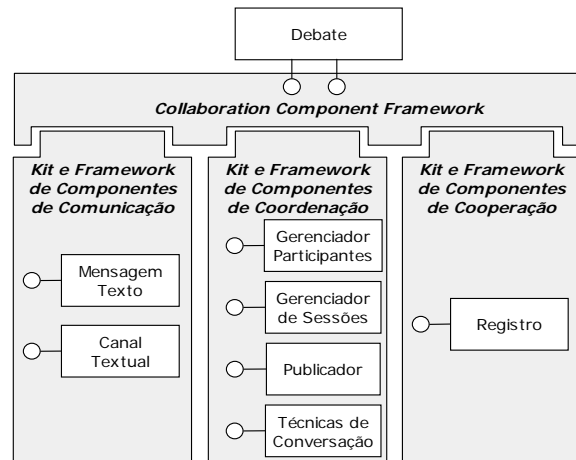 Debate
Collaboration Component Framework
Kit e Framework
de Componentes
de Comunicação
Mensagem
Texto
Canal
Textual
Kit e Framework
de Componentes
de Coordenação
Gerenciador
Participantes
Gerenciador
de Sessões
Publicador
Técnicas de
Conversação
Kit e Framework
de Componentes
de Cooperação
Registro